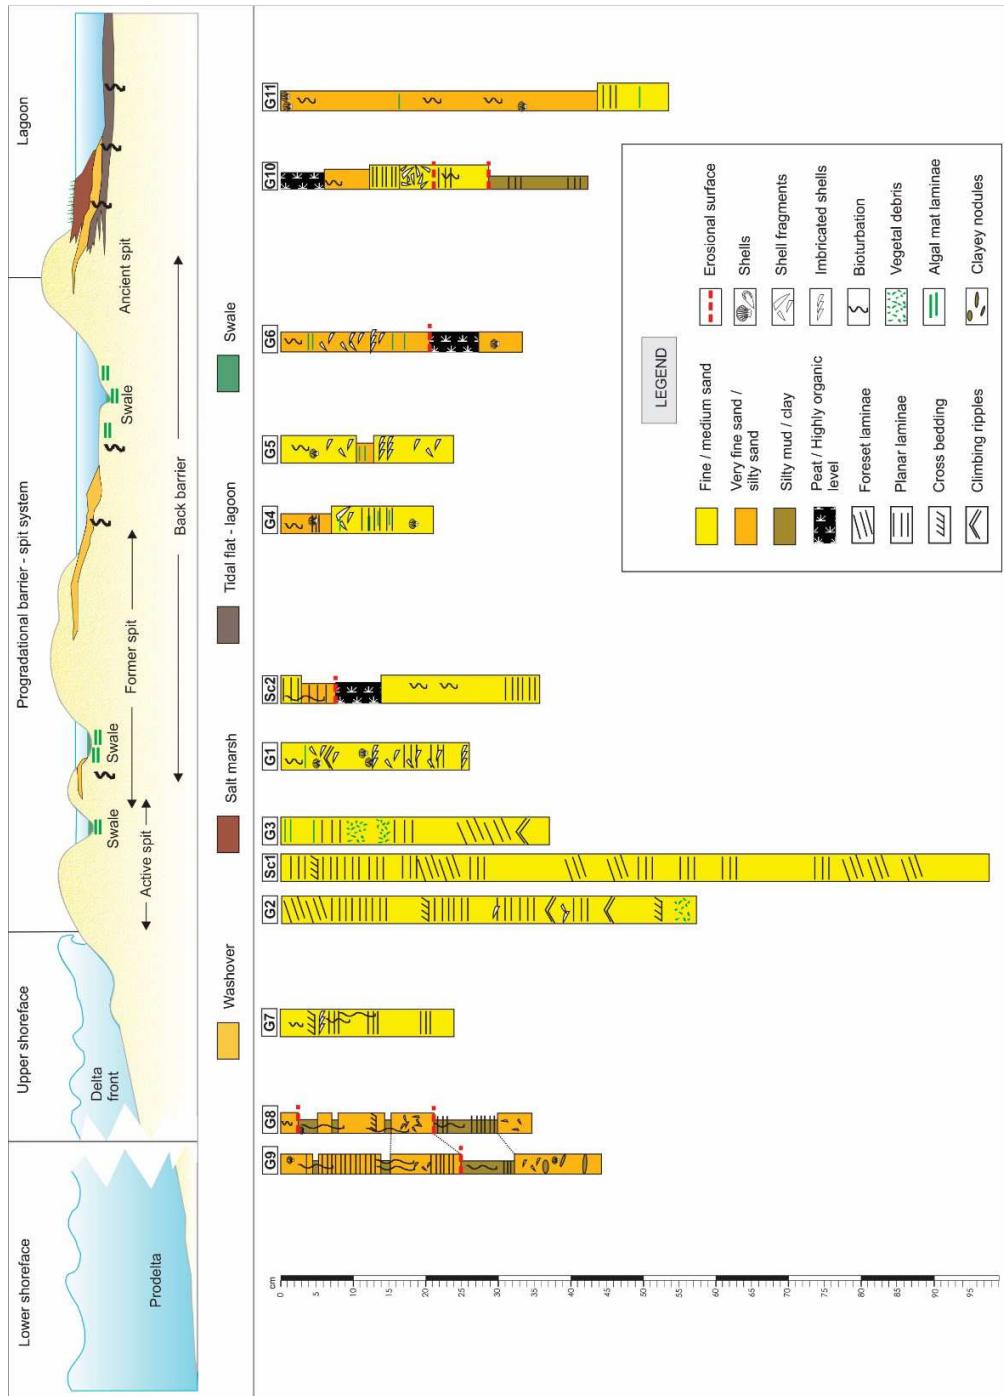 Lower shoreface
Upper shoreface
Progradational barrier - spit system
Lagoon
Prodelta
Delta
front
Active spit
Swale
Former spit
Swale
Back barrier
Swale
Ancient spit
Washover
Salt marsh
Tidal flat - lagoon
Swale
cm
0
5
10
15
20
25
30
35
40
45
50
55
60
65
70
75
80
85
90
95
G9
G8
G7
G2
Sc1
G3
G1
Sc2
G4
G5
G6
G10
G11
LEGEND
Fine / medium sand
Very fine sand /
silty sand
Silty mud / clay
Peat / Highly organic
level
Foreset laminae
Planar laminae
Cross bedding
Climbing ripples
Erosional surface
Shells
Shell fragments
Imbricated shells
Bioturbation
Vegetal debris
Algal mat laminae
Clayey nodules